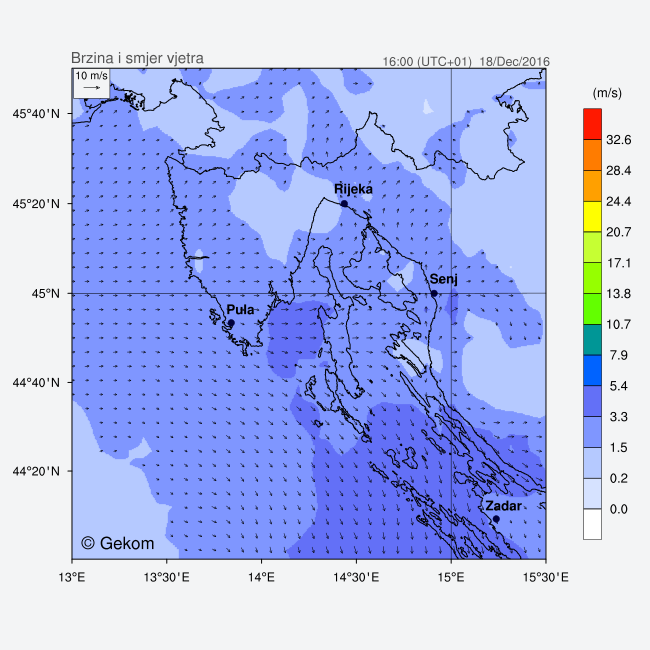 Brzina i smjer vjetra
16:00 (UTC+01) 18/Dec/2016
10 m/s
(m/s)
45°40'N
45°20'N
45°N
44°40'N
44°20'N
Rijeka
Senj
Pula
Zadar
32.6
28.4
24.4
20.7
17.1
13.8
10.7
7.9
5.4
3.3
1.5
0.2
0.0
© Gekom
13°E
13°30'E
14°E
14°30'E
15°E
15°30'E